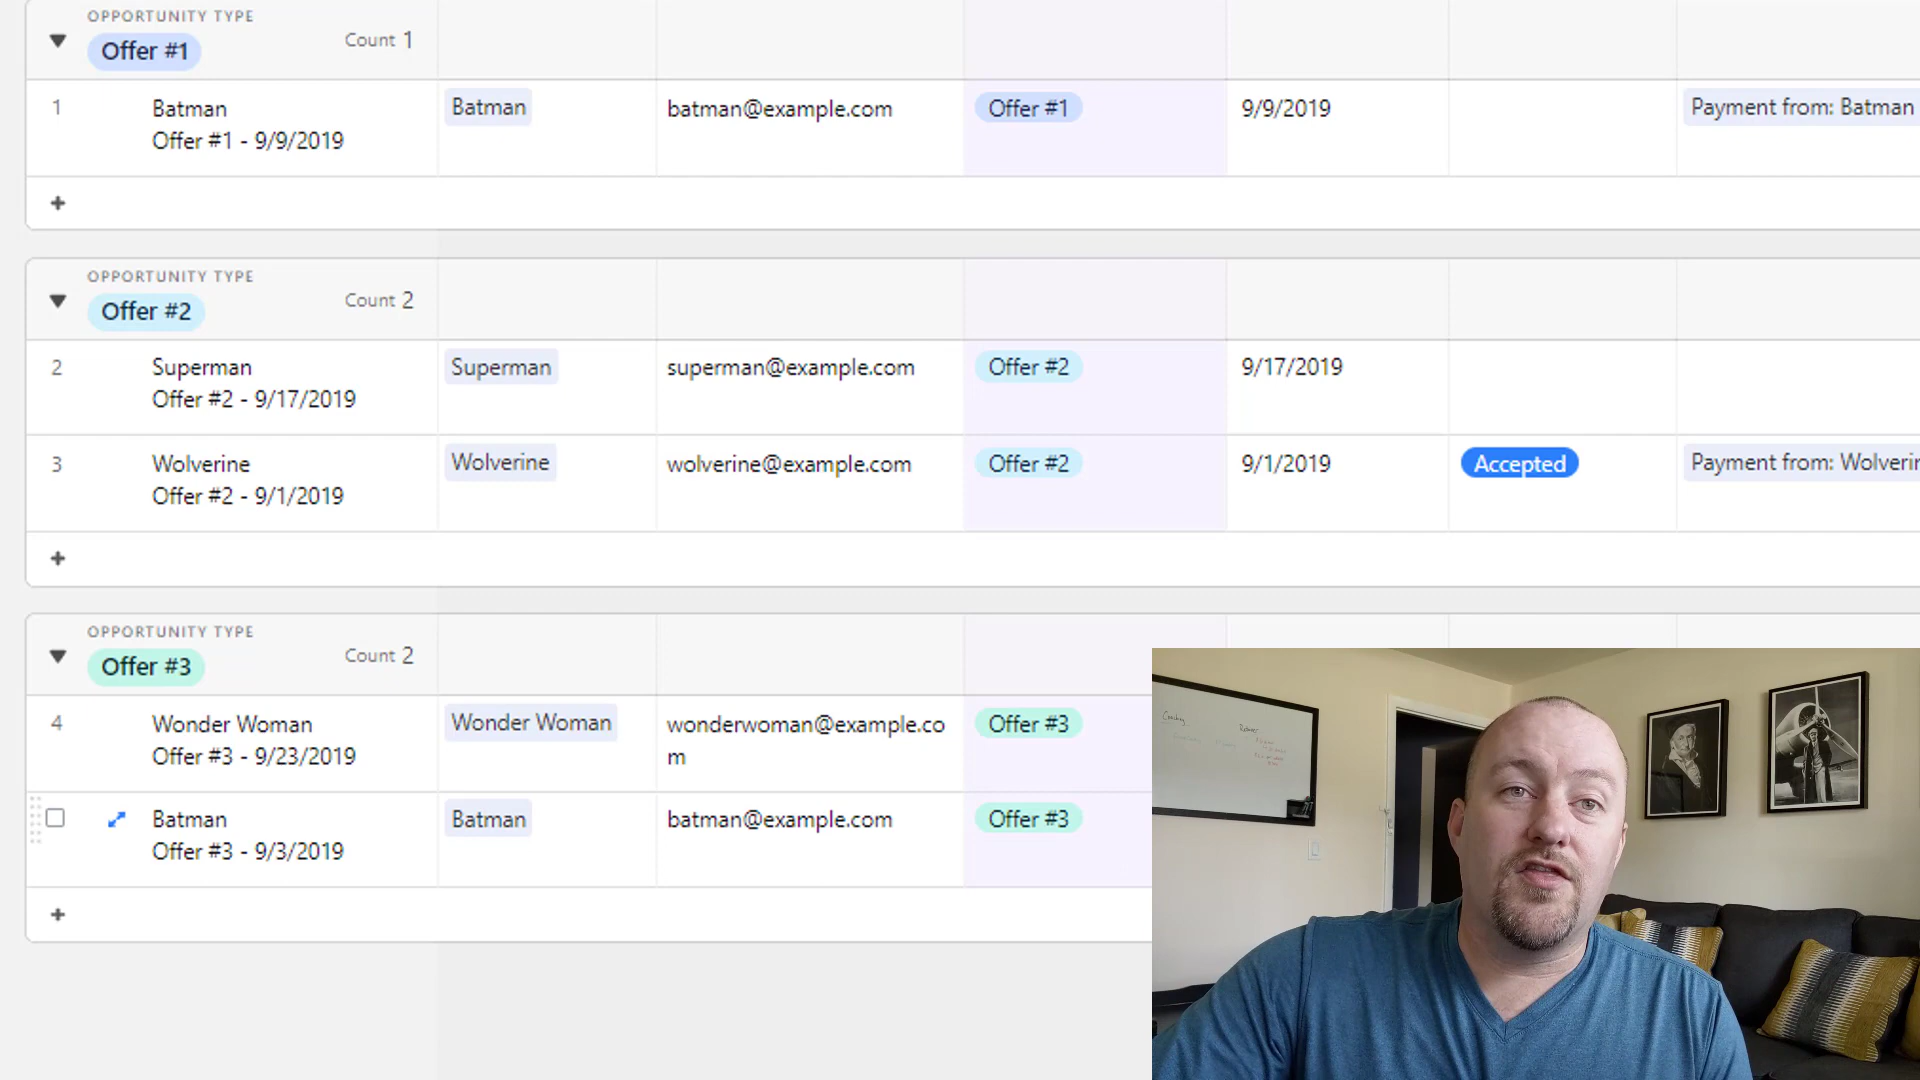 OPPORTUNITY TYPE
Offer #1
Count 1
1
Batman
Offer #1 - 9/9/2019
Batman
batman@example.com
Offer #1
9/9/2019
Payment from: Batman
OPPORTUNITY TYPE
Offer #2
Count 2
2
Superman
Offer #2 - 9/17/2019
Superman
superman@example.com
Offer #2
9/17/2019
3
Wolverine
Offer #2 - 9/1/2019
Wolverine
wolverine@example.com
Offer #2
9/1/2019
Accepted
Payment from: Wolverin
OPPORTUNITY TYPE
Offer #3
Count 2
4
Wonder Woman
Offer #3 - 9/23/2019
Wonder Woman
wonderwoman@example.co
m
Offer #3
Batman
Offer #3 - 9/3/2019
Batman
batman@example.com
Offer #3
Coaching